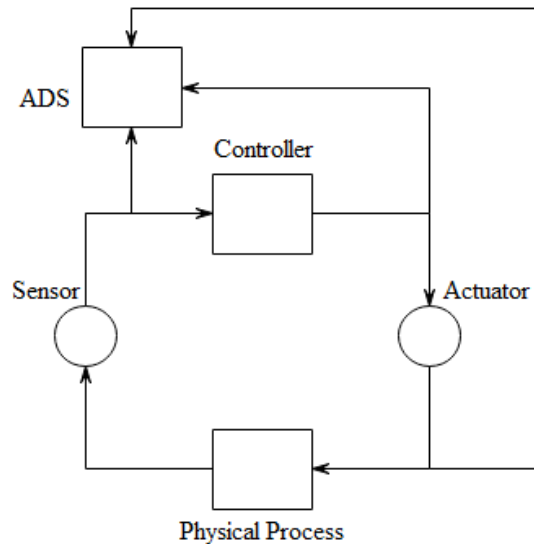 ADS
Controller
Sensor
Actuator
Physical Process